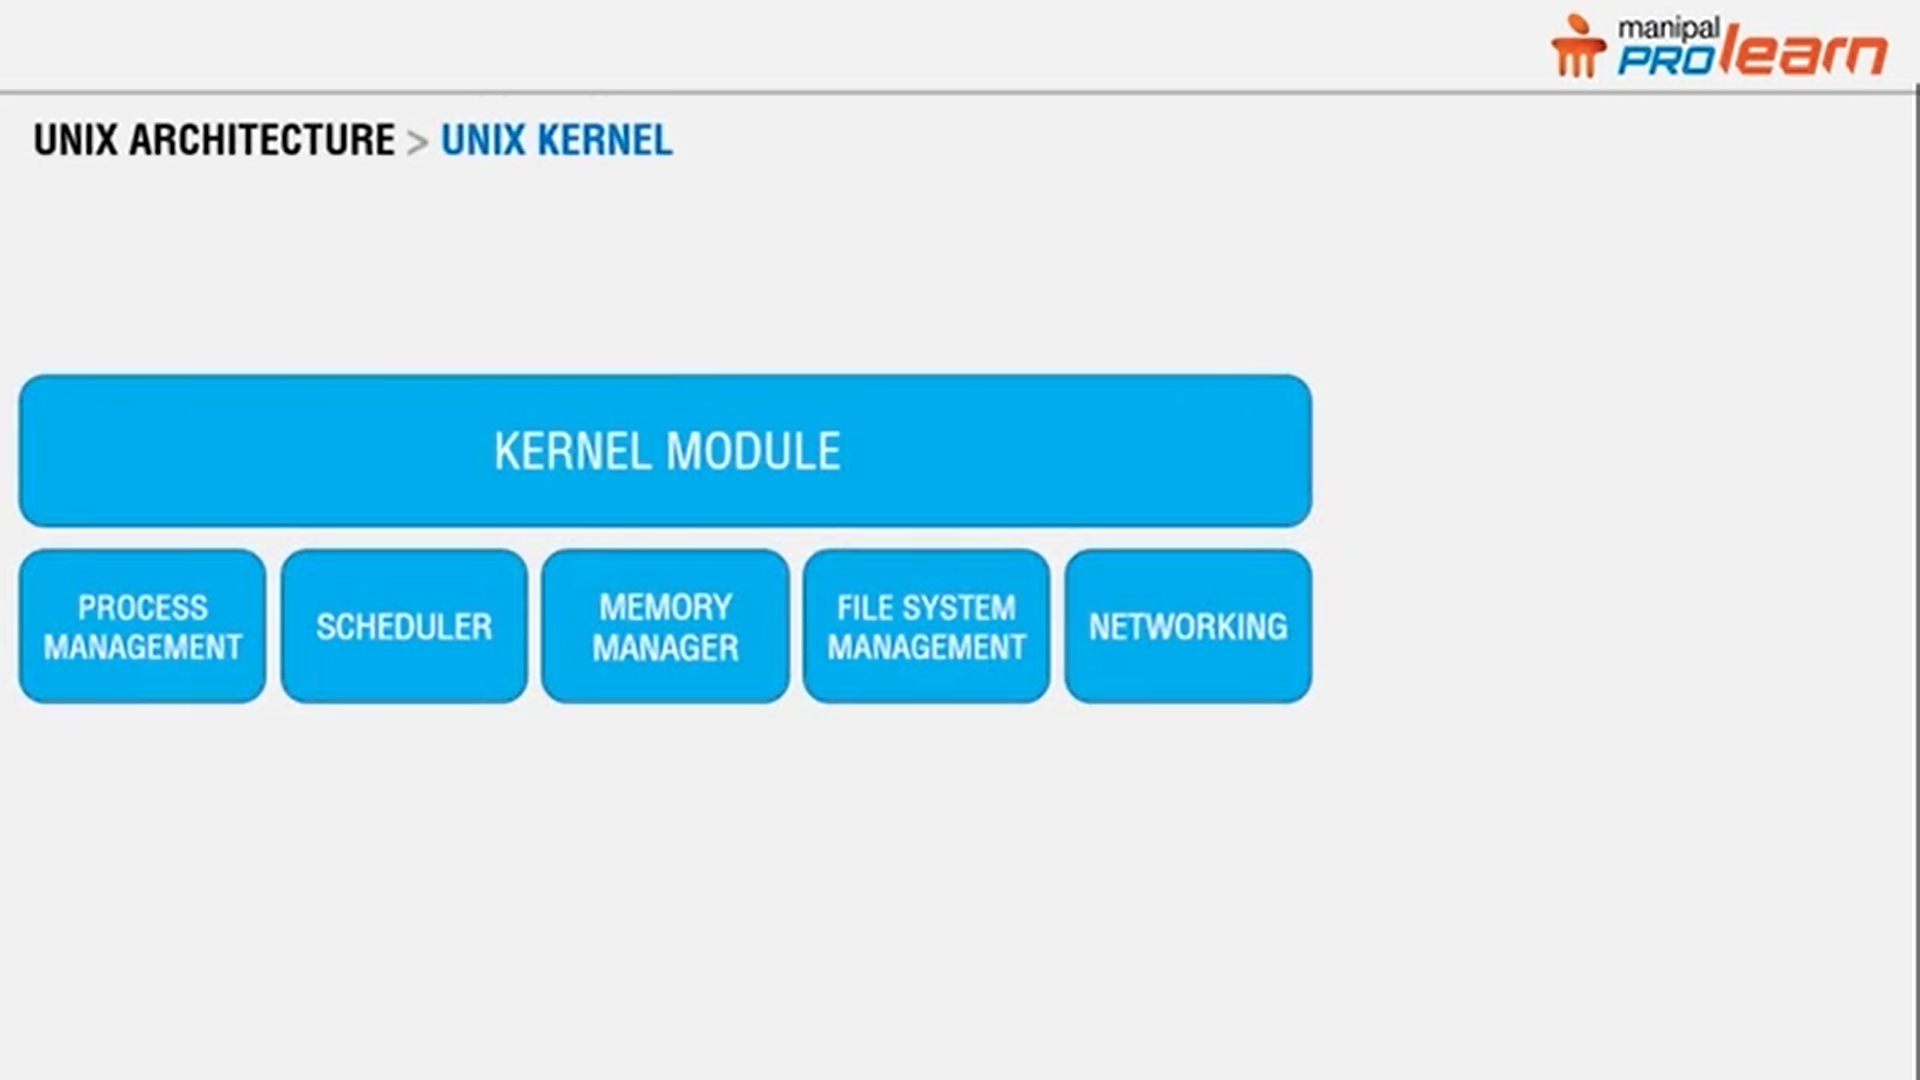 manipal
PROlearn
UNIX ARCHITECTURE > UNIX KERNEL
KERNEL MODULE
PROCESS
MANAGEMENT
SCHEDULER
MEMORY
MANAGER
FILE SYSTEM
MANAGEMENT
NETWORKING